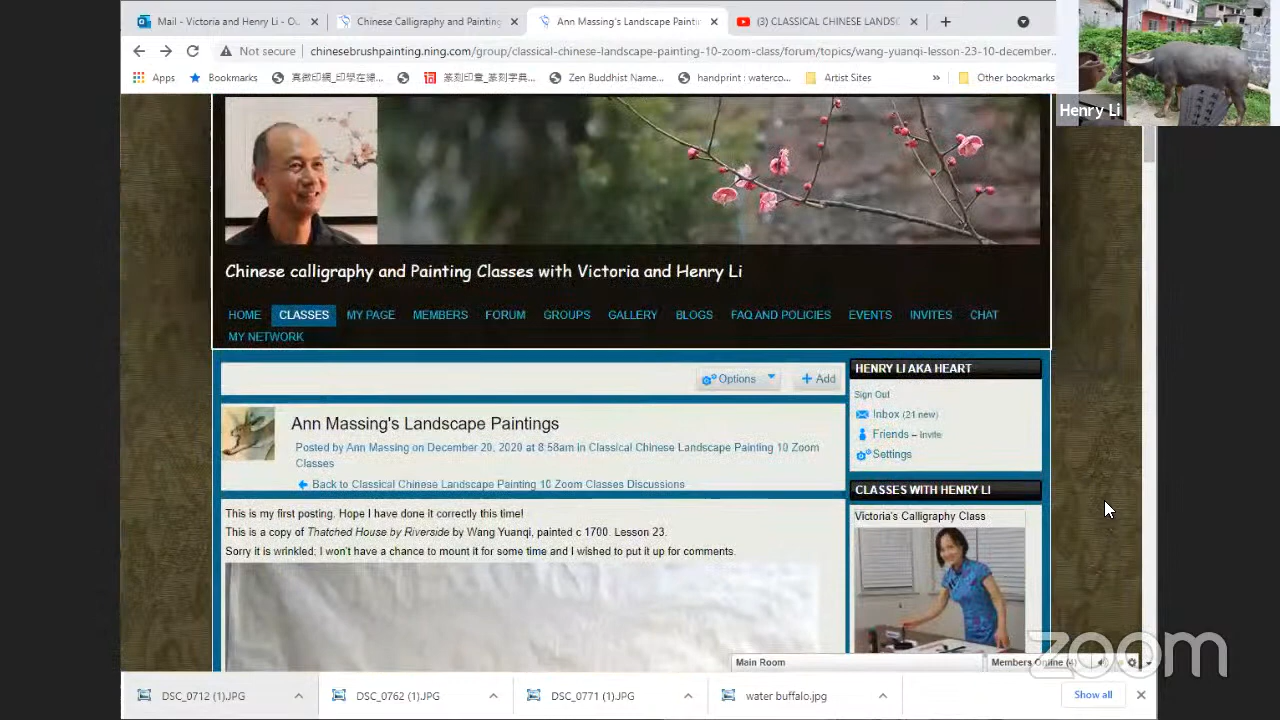 Mail - Victoria and Henry Li - Ou
Chinese Calligraphy and Painting
Ann Massing's Landscape Painti
(3) CLASSICAL CHINESE LANDSC
Not secure
chinesebrushpainting.ning.com/group/classical-chinese-landscape-painting-10-zoom-class/forum/topics/wang-yuanqi-lesson-23-10-december...
Apps
Bookmarks
Zen Buddhist Name...
handprint : waterco...
Artist Sites
»
Other bookmarks
Henry Li
Chinese calligraphy and Painting Classes with Victoria and Henry Li
HOME CLASSES MY PAGE MEMBERS FORUM GROUPS GALLERY BLOGS FAQ AND POLICIES EVENTS INVITES CHAT
MY NETWORK
Options
+ Add
Ann Massing's Landscape Paintings
Posted by Ann Massing on December 20, 2020 at 8:58am in Classical Chinese Landscape Painting 10 Zoom
Classes
Back to Classical Chinese Landscape Painting 10 Zoom Classes Discussions
This is my first posting. Hope I have done it correctly this time!
This is a copy of Thatched House by Riverside by Wang Yuanqi, painted c 1700. Lesson 23.
Sorry it is wrinkled; I won't have a chance to mount it for some time and I wished to put it up for comments.
HENRY LI AKA HEART
Sign Out
Inbox (21 new)
Friends – Invite
Settings
CLASSES WITH HENRY LI
Victoria's Calligraphy Class
Main Room
Members Online (4)
zoom
DSC_0712 (1).JPG
DSC_0762 (1).JPG
DSC_0771 (1).JPG
water buffalo.jpg
Show all